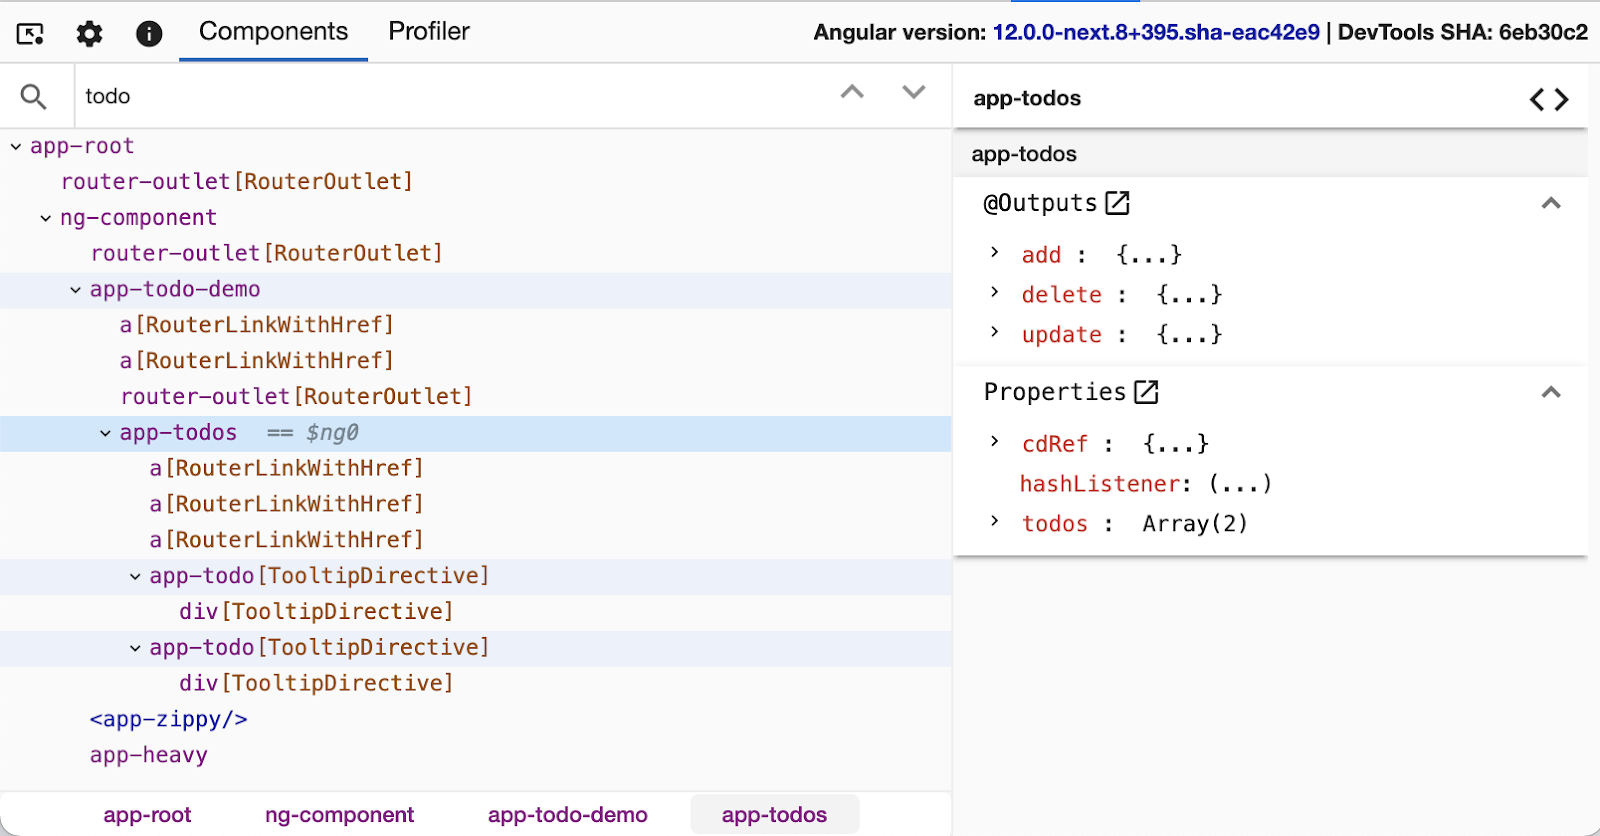 Components Profiler Angular version: 12.0.0-next.8+395.sha-eac42e9 | DevTools SHA: 6eb30c2
todo
app-root
router-outlet[RouterOutlet]
ng-component
router-outlet[RouterOutlet]
app-todo-demo
a[RouterLinkWithHref]
a[RouterLinkWithHref]
router-outlet[RouterOutlet]
app-todos == $ng0
a[RouterLinkWithHref]
a[RouterLinkWithHref]
a[RouterLinkWithHref]
app-todo[TooltipDirective]
div[TooltipDirective]
app-todo[TooltipDirective]
div[TooltipDirective]
<app-zippy/>
app-heavy
app-root ng-component app-todo-demo app-todos
app-todos
app-todos
@Outputs
add : {...}
delete : {...}
update : {...}
Properties
cdRef : {...}
hashListener: (...)
todos : Array(2)